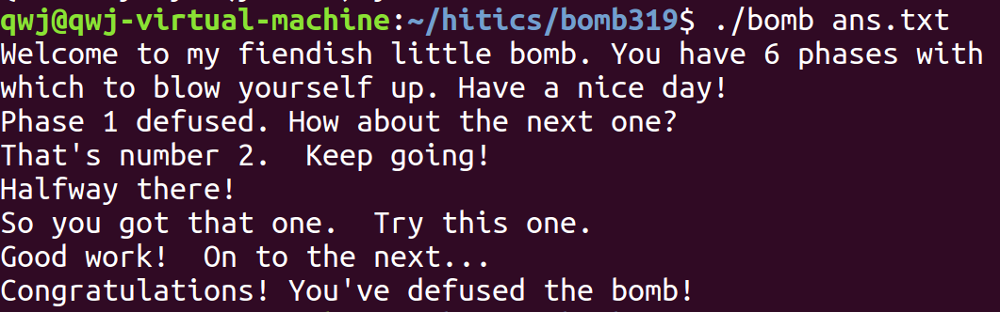 qwj@qwj-virtual-machine:~/hitics/bomb319$ ./bomb ans.txt
Welcome to my fiendish little bomb. You have 6 phases with
which to blow yourself up. Have a nice day!
Phase 1 defused. How about the next one?
That's number 2.  Keep going!
Halfway there!
So you got that one.  Try this one.
Good work!  On to the next...
Congratulations! You've defused the bomb!